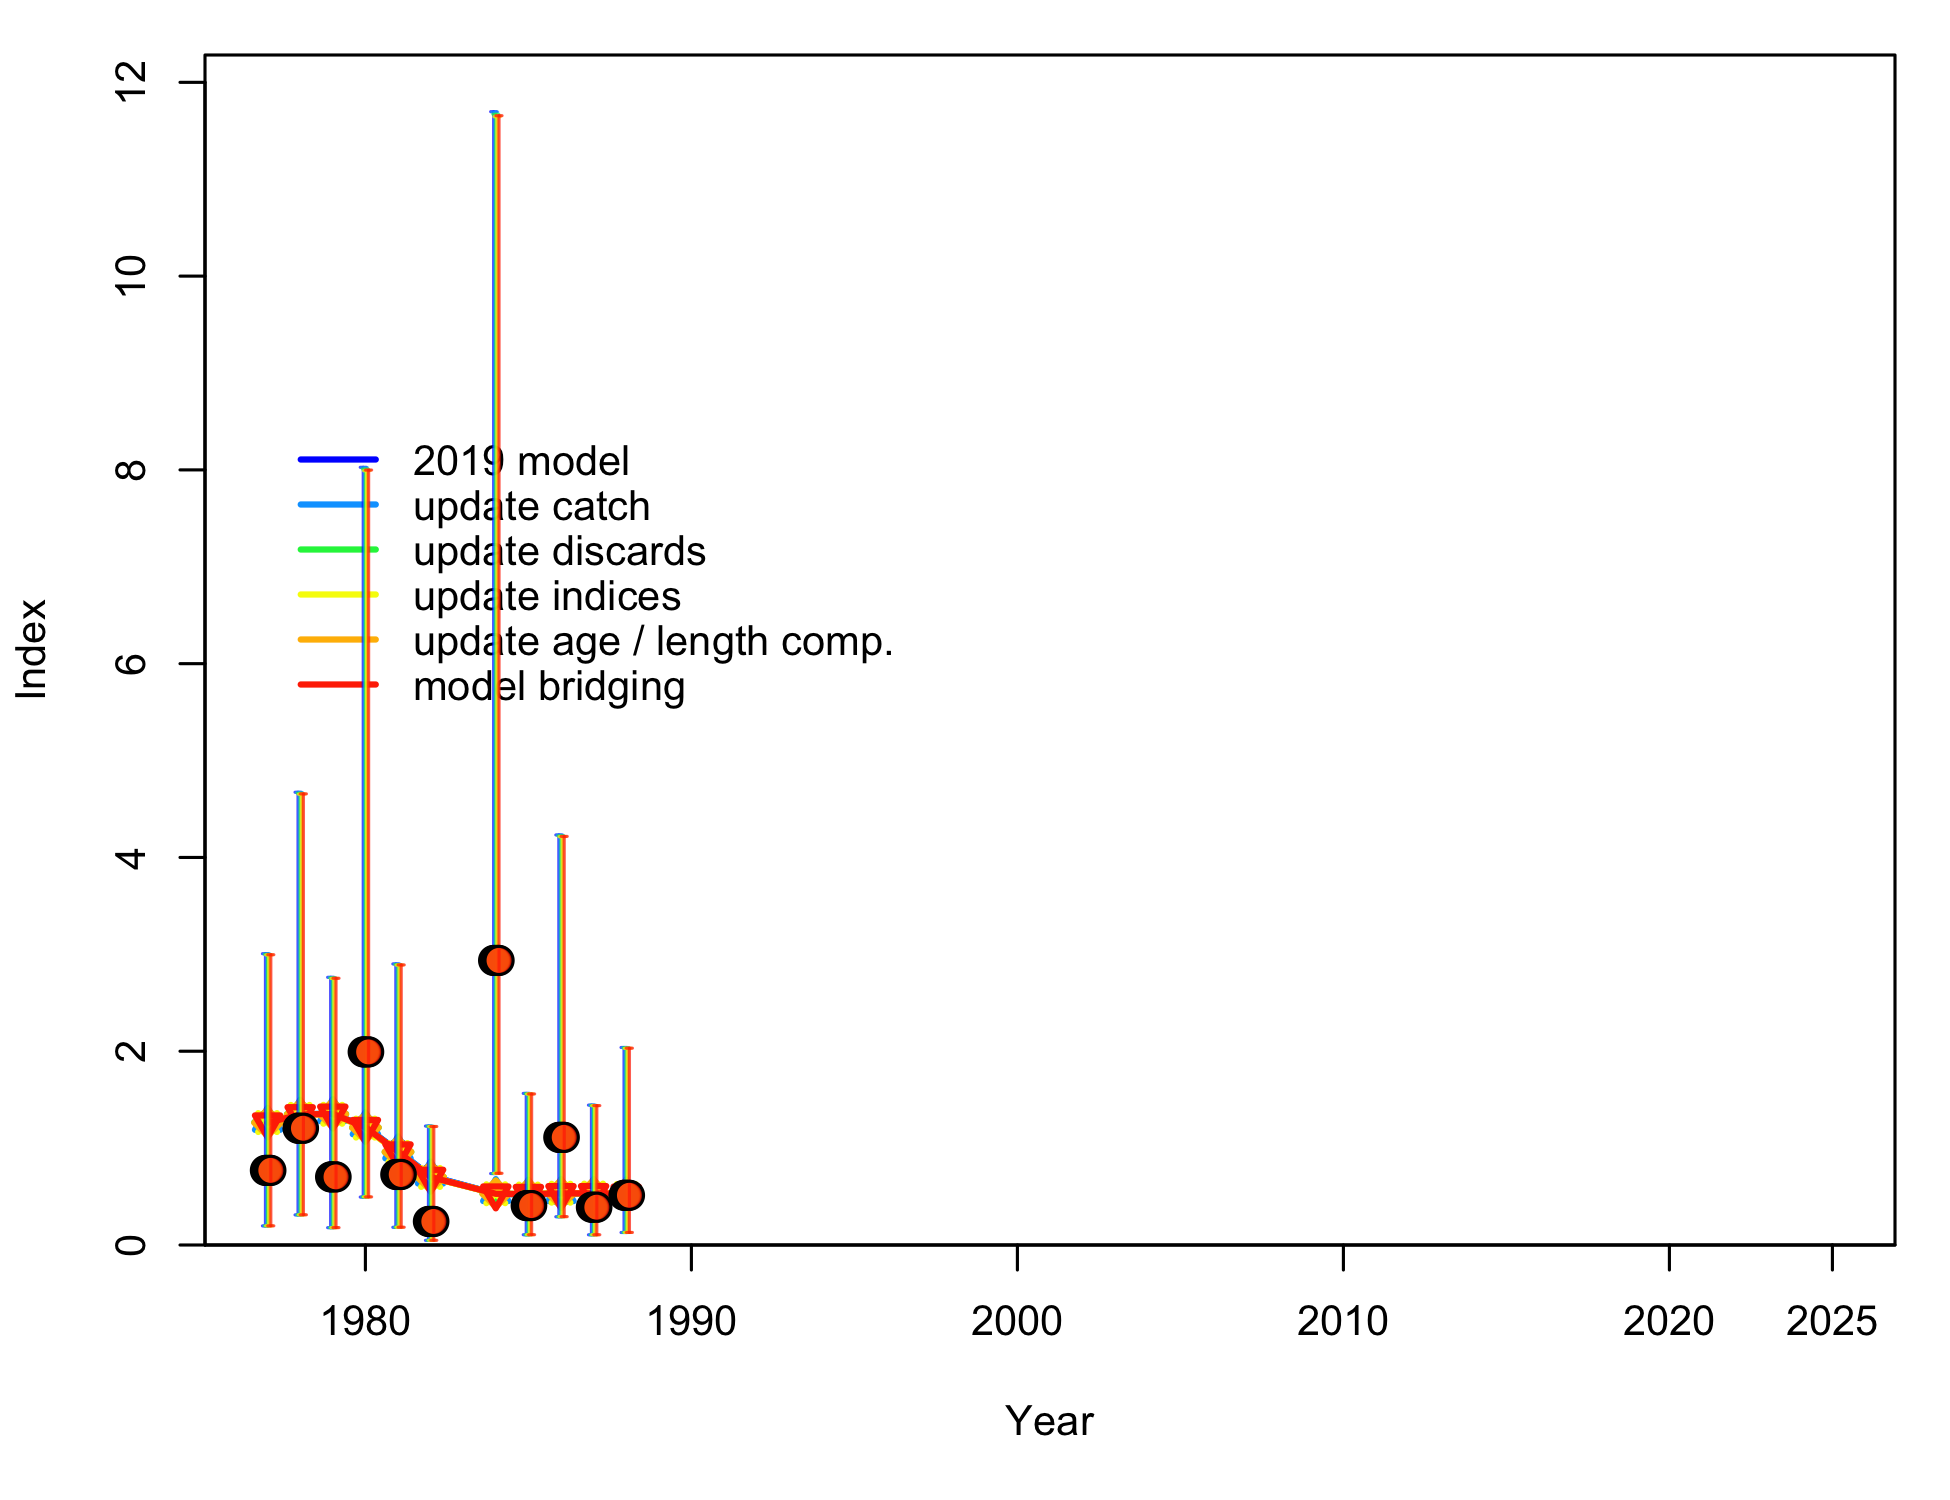 12
10
8
6
4
2
0
Index
2019 model
update catch
update discards
update indices
update age / length comp.
model bridging
1980 1990 2000 2010 2020 2025
Year